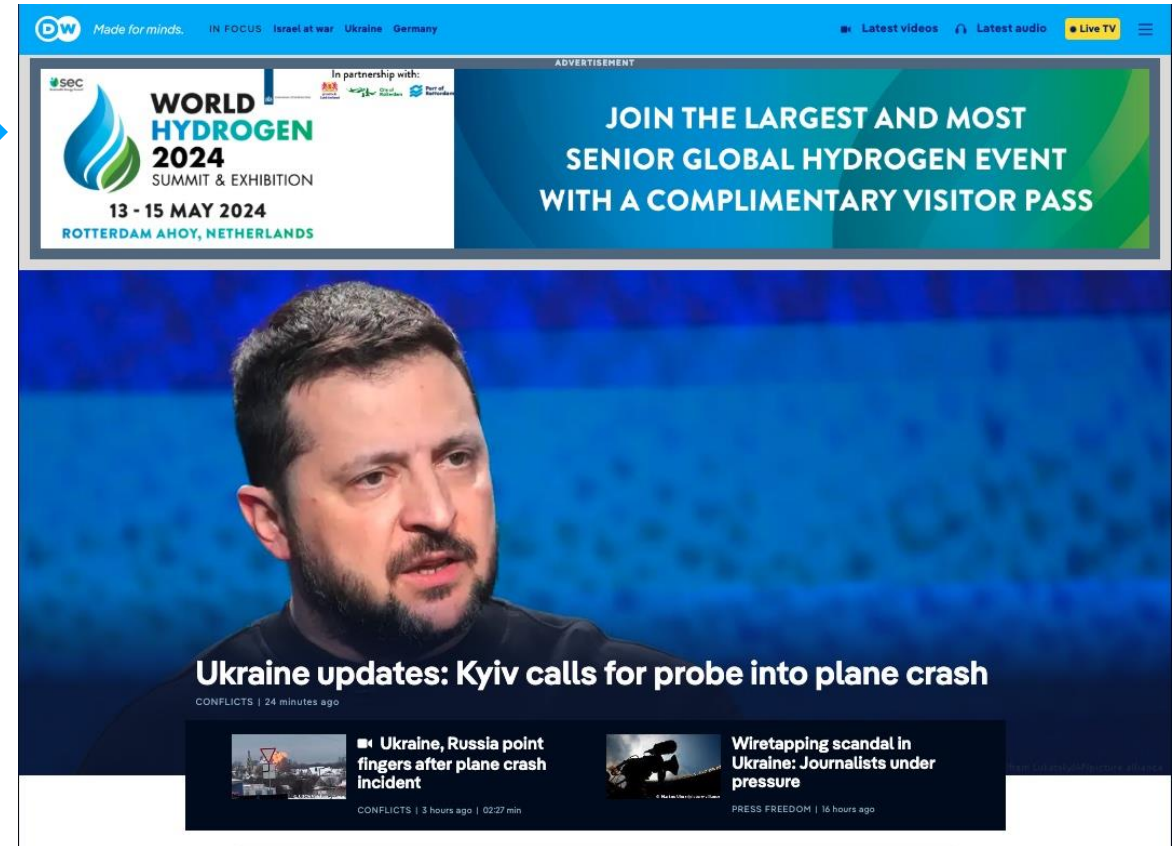 DW Made for minds. IN FOCUS Israel at war Ukraine Germany Latest videos Latest audio Live TV
ADVERTISEMENT
sec
In partnership with:
WORLD
HYDROGEN
2024
SUMMIT & EXHIBITION
13 - 15 MAY 2024
ROTTERDAM AHOY, NETHERLANDS
JOIN THE LARGEST AND MOST
SENIOR GLOBAL HYDROGEN EVENT
WITH A COMPLIMENTARY VISITOR PASS
Ukraine updates: Kyiv calls for probe into plane crash
CONFLICTS | 24 minutes ago
Ukraine, Russia point
fingers after plane crash
incident
CONFLICTS | 3 hours ago | 02:27 min
Wiretapping scandal in
Ukraine: Journalists under
pressure
PRESS FREEDOM | 16 hours ago